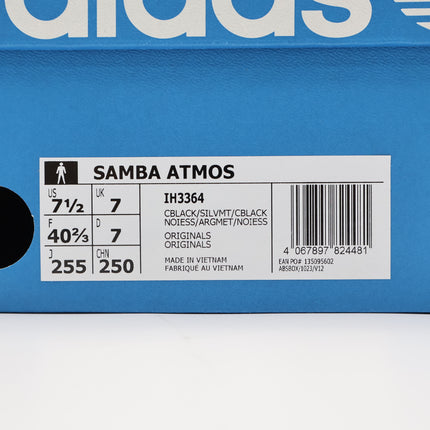 adidas
SAMBA ATMOS
US UK
7½ 7
F D
40⅔ 7
J CHN
255 250
IH3364
CBLACK/SILVMT/CBLACK
NOIESS/ARGMET/NOIESS
ORIGINALS
ORIGINALS
MADE IN VIETNAM
FABRIQUÉ AU VIETNAM
4 067897 824481
EAN PO# 135095602
ABSBOX/1023/V12